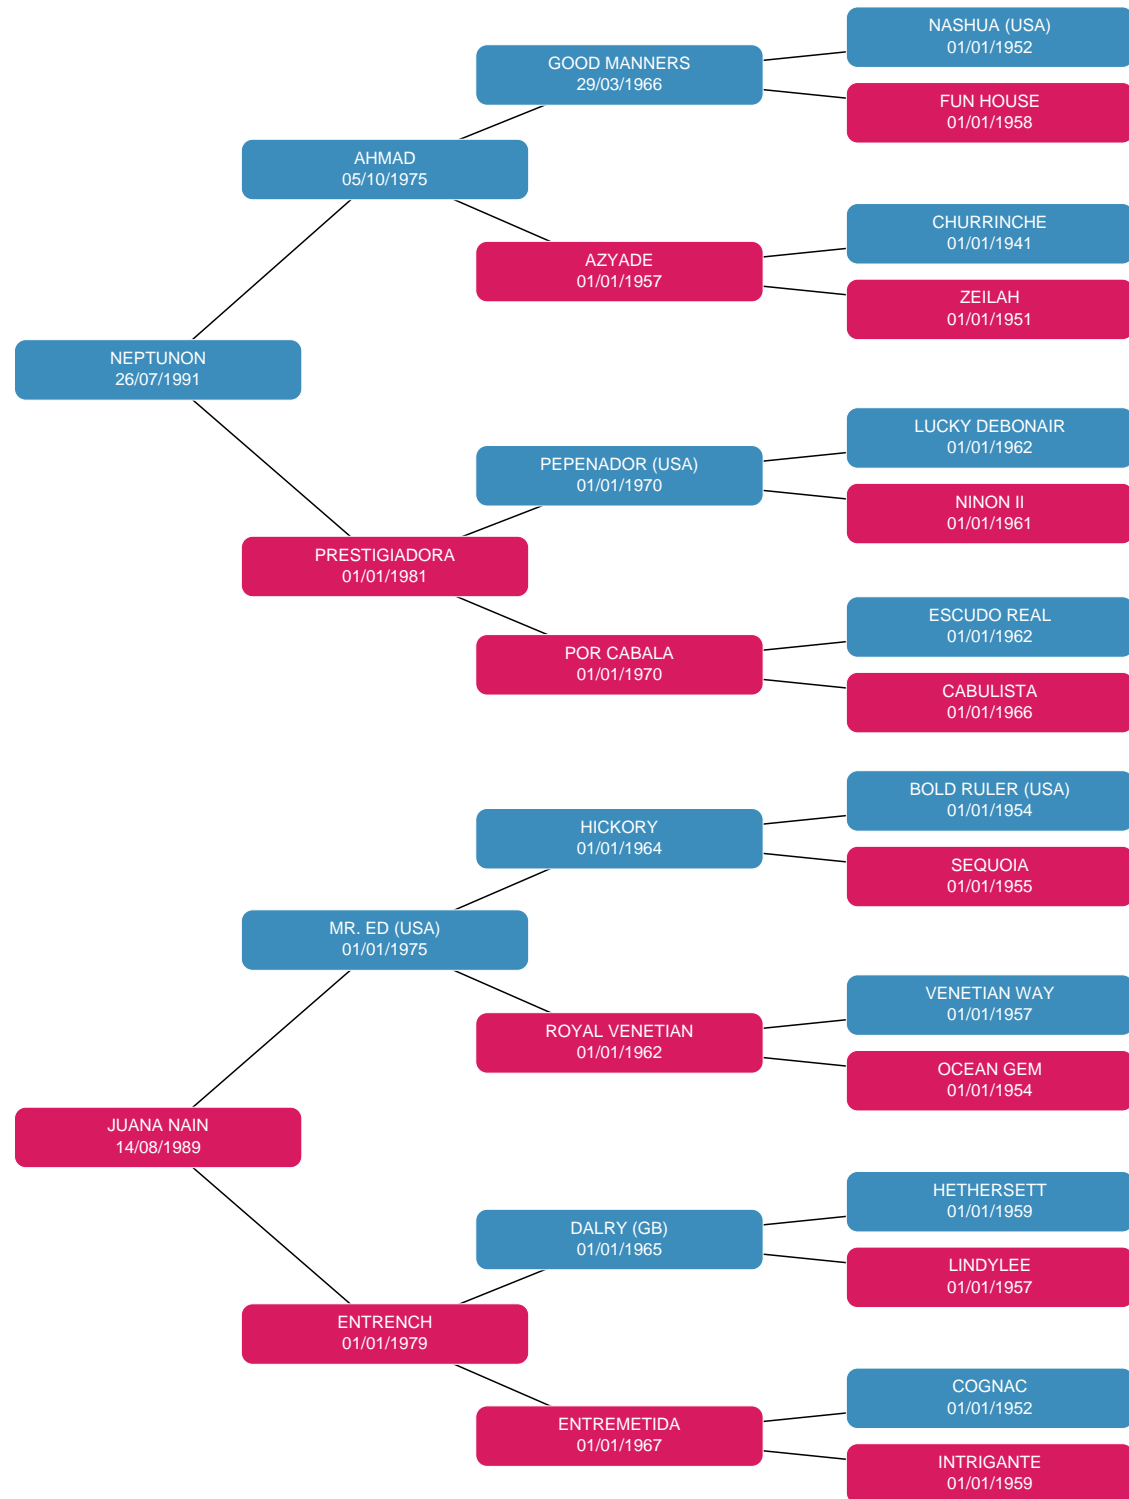 NASHUA (USA)
01/01/1952
GOOD MANNERS
29/03/1966
FUN HOUSE
01/01/1958
AHMAD
05/10/1975
CHURRINCHE
01/01/1941
AZYADE
01/01/1957
ZEILAH
01/01/1951
NEPTUNON
26/07/1991
LUCKY DEBONAIR
01/01/1962
PEPENADOR (USA)
01/01/1970
NINON II
01/01/1961
PRESTIGIADORA
01/01/1981
ESCUDO REAL
01/01/1962
POR CABALA
01/01/1970
CABULISTA
01/01/1966
BOLD RULER (USA)
01/01/1954
HICKORY
01/01/1964
SEQUOIA
01/01/1955
MR. ED (USA)
01/01/1975
VENETIAN WAY
01/01/1957
ROYAL VENETIAN
01/01/1962
OCEAN GEM
01/01/1954
JUANA NAIN
14/08/1989
HETHERSETT
01/01/1959
DALRY (GB)
01/01/1965
LINDYLEE
01/01/1957
ENTRENCH
01/01/1979
COGNAC
01/01/1952
ENTREMETIDA
01/01/1967
INTRIGANTE
01/01/1959